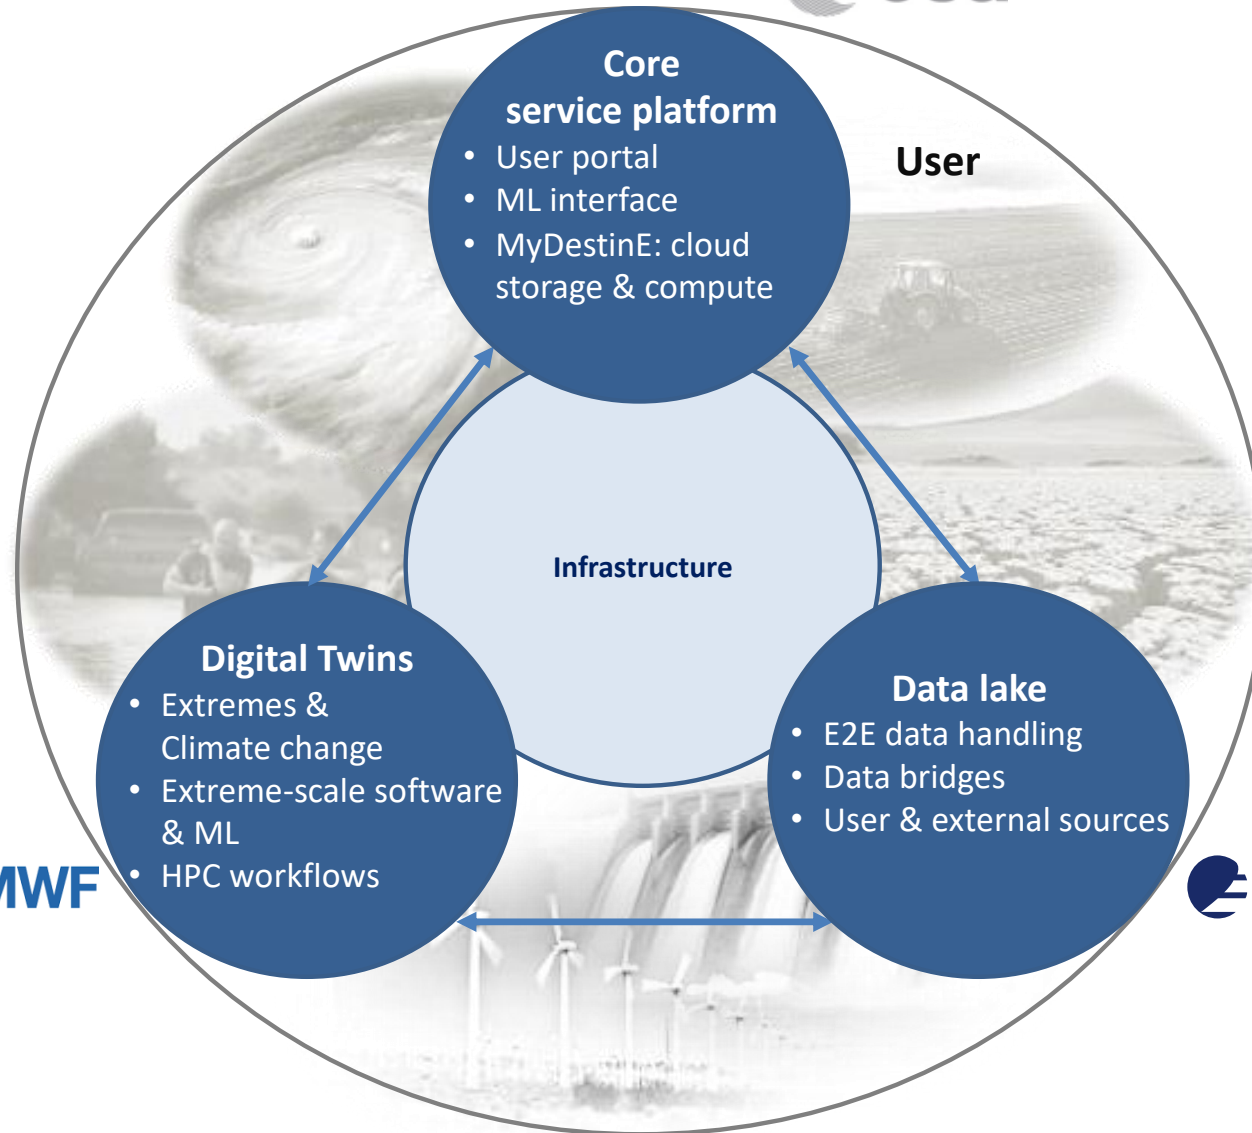 Core
service platform
• User portal
• ML interface
• MyDestinE: cloud
storage & compute
User
Infrastructure
Digital Twins
• Extremes &
Climate change
• Extreme-scale software
& ML
• HPC workflows
Data lake
• E2E data handling
• Data bridges
• User & external sources
MWF